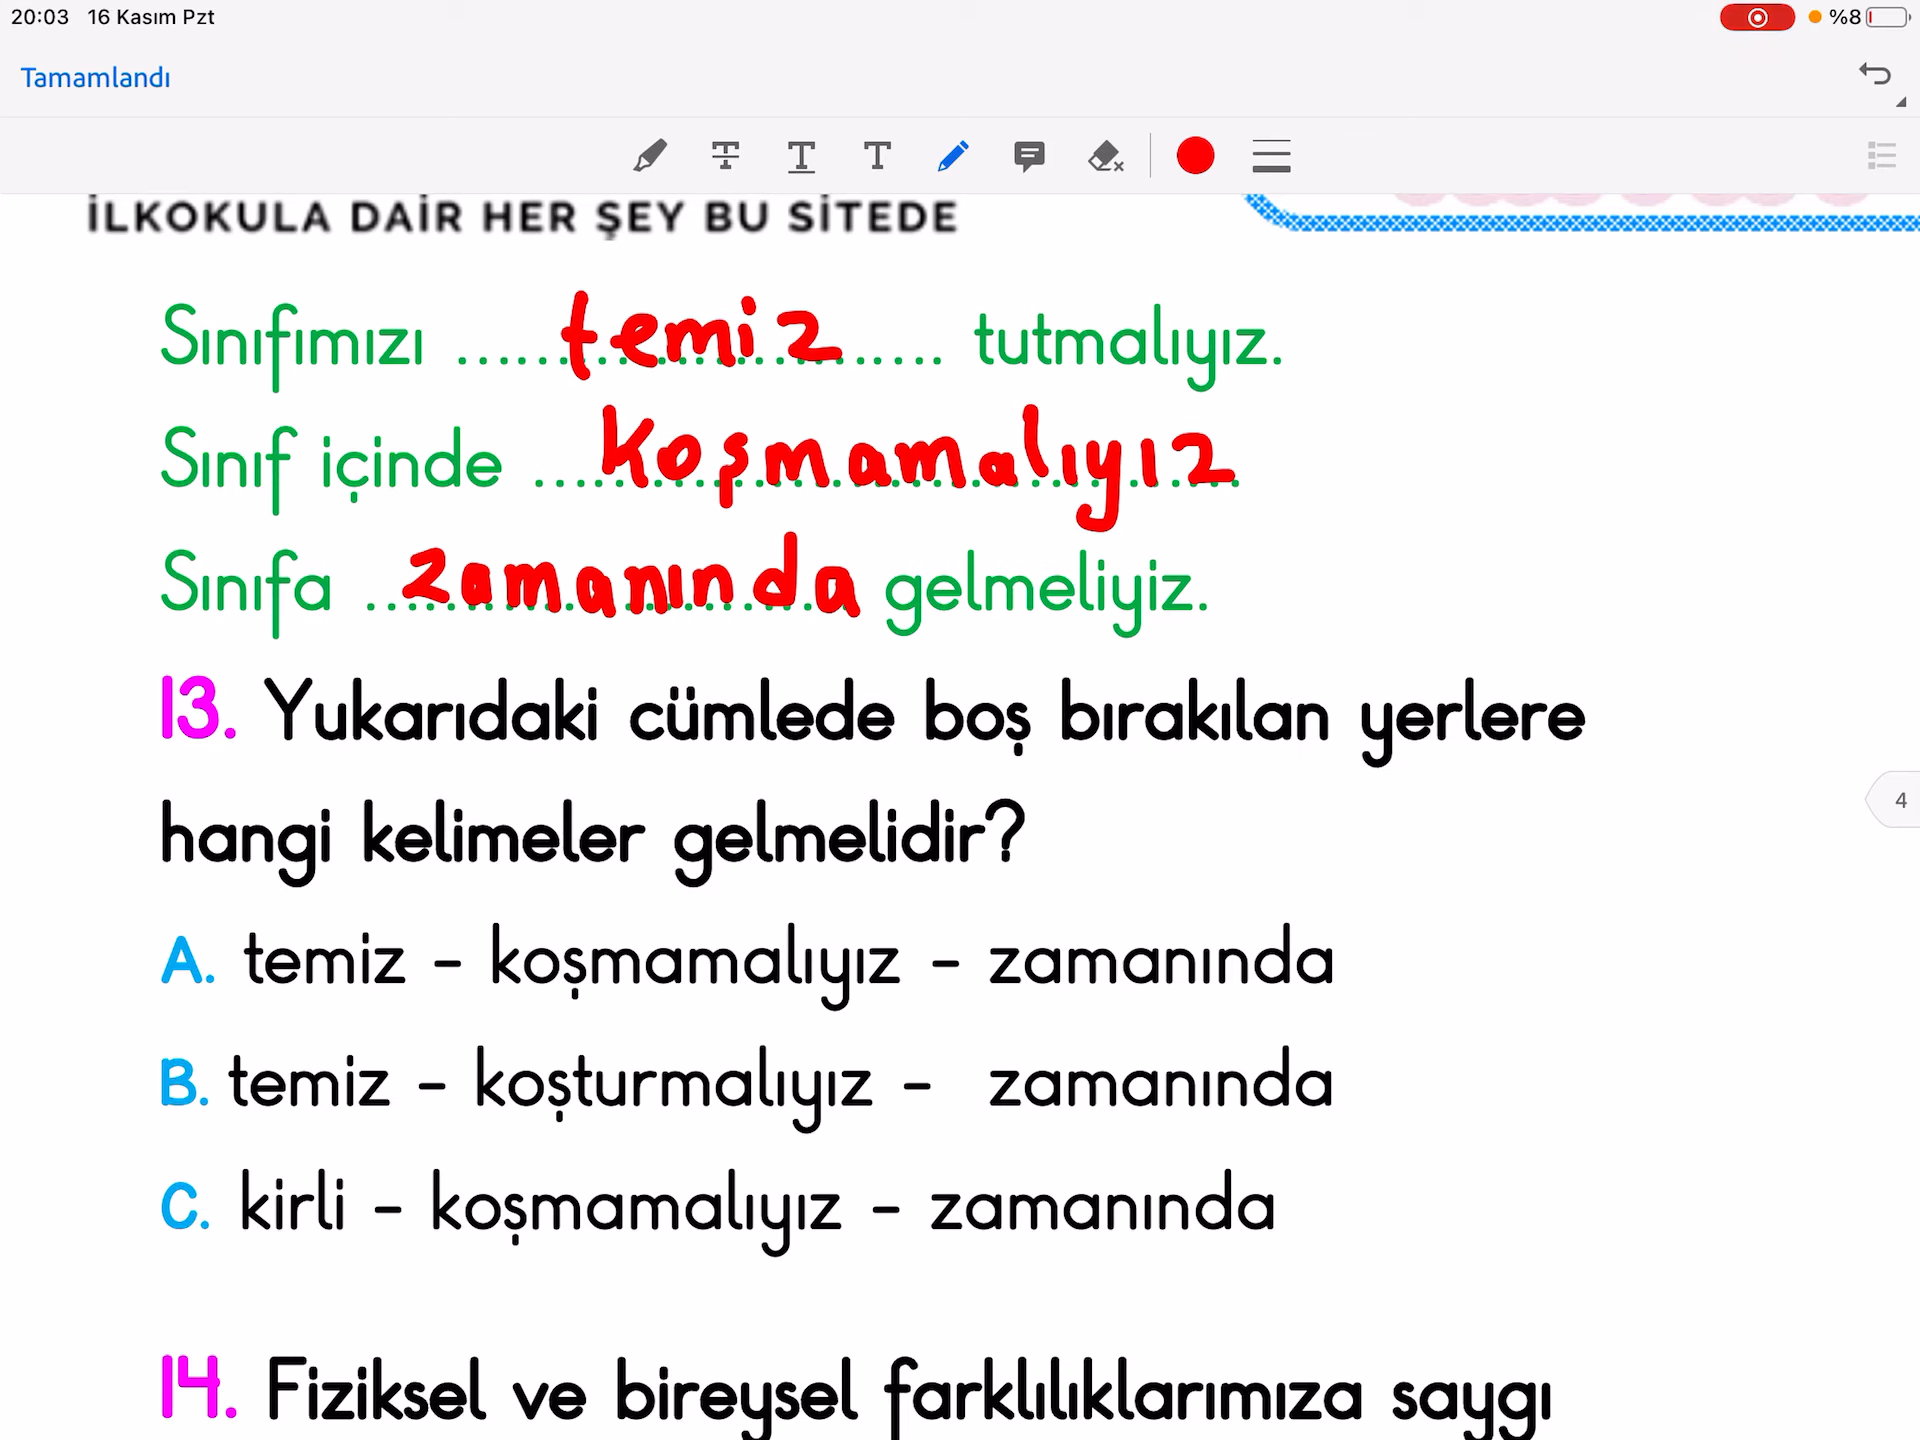 20:03 16 Kasım Pzt %8
Tamamlandı
İLKOKULA DAİR HER ŞEY BU SİTEDE
Sınıfımızı ........temiz........ tutmalıyız.
Sınıf içinde ....koşmamalıyız
Sınıfa ...zamanında gelmeliyiz.
13. Yukarıdaki cümlede boş bırakılan yerlere
hangi kelimeler gelmelidir?
4
A. temiz - koşmamalıyız - zamanında
B. temiz - koşturmalıyız - zamanında
C. kirli - koşmamalıyız - zamanında
14. Fiziksel ve bireysel farklılıklarımıza saygı